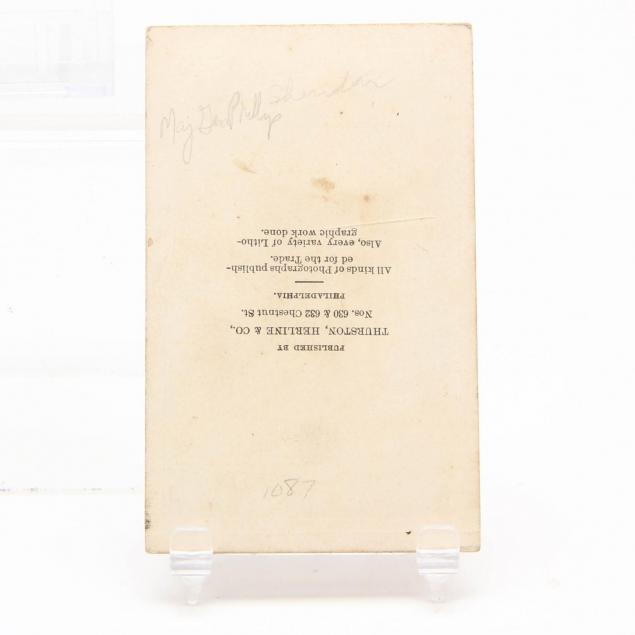 Maj Gen Phillip Sheridan
PUBLISHED BY
THURSTON, HERLINE & CO.,
Nos. 630 & 632 Chestnut St.
PHILADELPHIA.
All kinds of Photographs publish-
ed for the Trade.
Also, every variety of Litho-
graphic work done.
1087